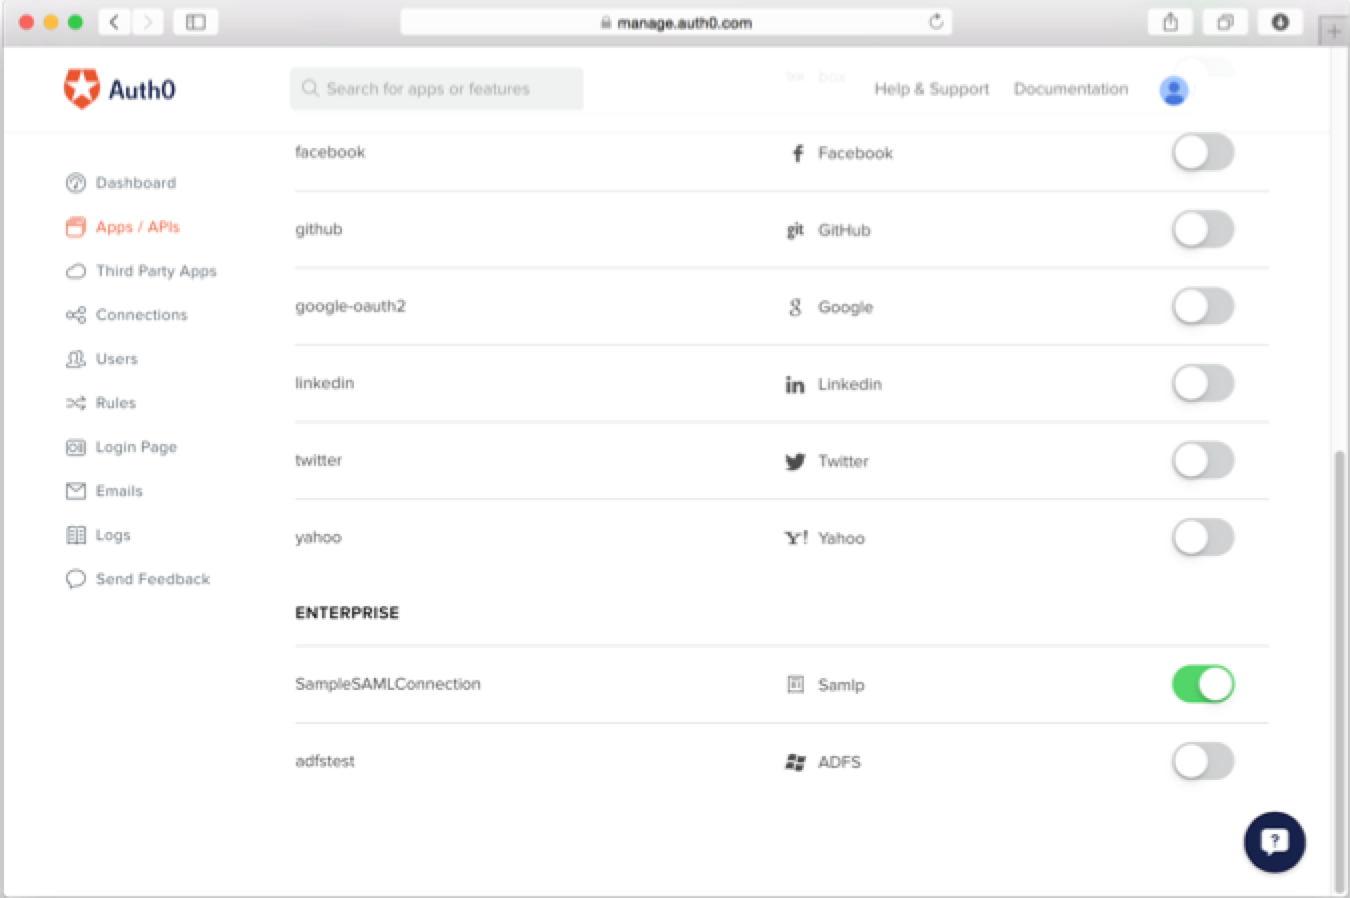 manage.auth0.com
Auth0
Search for apps or features
box
Help & Support
Documentation
Dashboard
Apps / APIs
Third Party Apps
Connections
Users
Rules
Login Page
Emails
Logs
Send Feedback
facebook
f Facebook
github
git GitHub
google-oauth2
g Google
linkedin
in Linkedin
twitter
Twitter
yahoo
Y! Yahoo
ENTERPRISE
SampleSAMLConnection
Samlp
adfstest
ADFS
?